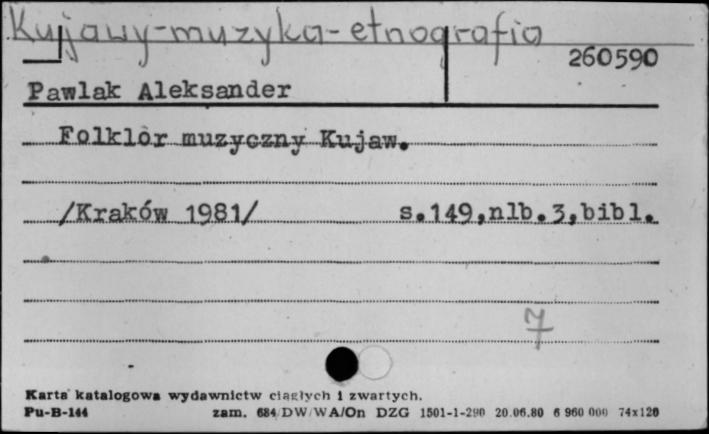 Kujawy-muzyka-etnografia
260590
Pawlak Aleksander
Folklor muzyczny Kujaw.
/Kraków 1981/ s.149,nlb.3,bibl.
7
Karta katalogowa wydawnictw ciągłych i zwartych.
Pu-B-144 zam. 684/DW/WA/On DZG 1501-1-290 20.06.80 6 960 000 74x126